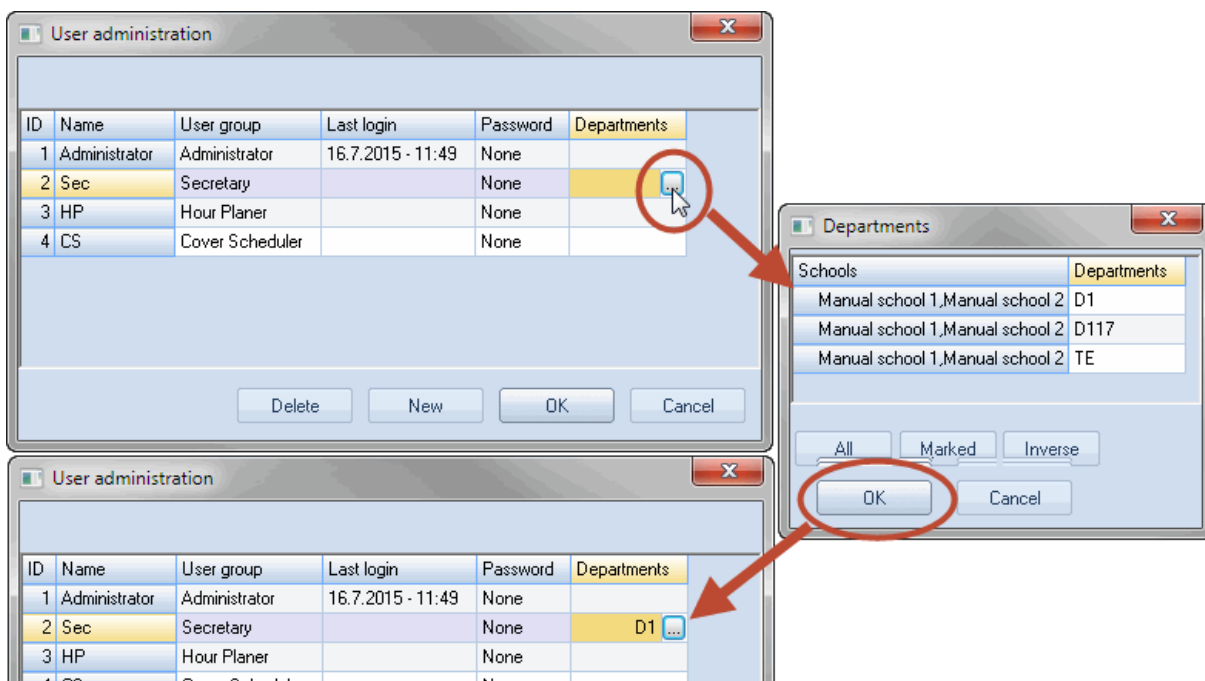 User administration
ID Name User group Last login Password Departments
1 Administrator Administrator 16.7.2015 - 11:49 None
2 Sec Secretary None ...
3 HP Hour Planer None
4 CS Cover Scheduler None
Delete New OK Cancel
Departments
Schools Departments
Manual school 1,Manual school 2 D1
Manual school 1,Manual school 2 D117
Manual school 1,Manual school 2 TE
All Marked Inverse
OK Cancel
User administration
ID Name User group Last login Password Departments
1 Administrator Administrator 16.7.2015 - 11:49 None
2 Sec Secretary None D1 ...
3 HP Hour Planer None